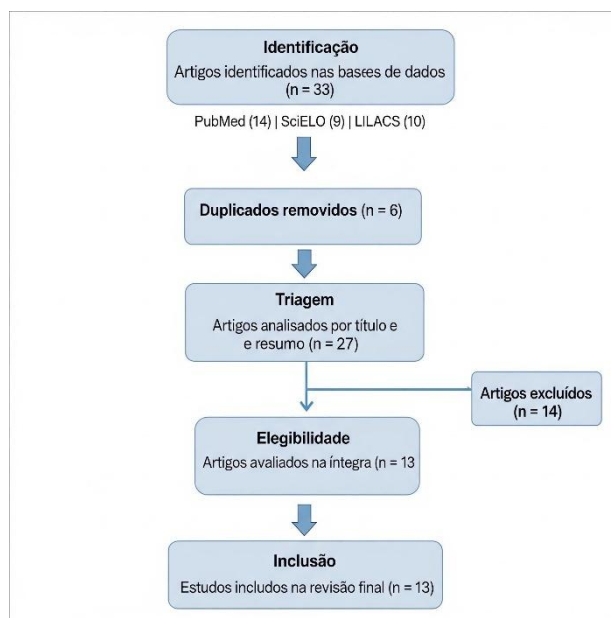 Identificação
Artigos identificados nas bases de dados
(n = 33)
PubMed (14) | SciELO (9) | LILACS (10)
Duplicados removidos (n = 6)
Triagem
Artigos analisados por título e
e resumo (n = 27)
Artigos excluídos
(n = 14)
Elegibilidade
Artigos avaliados na íntegra (n = 13
Inclusão
Estudos includos na revisão final (n = 13)